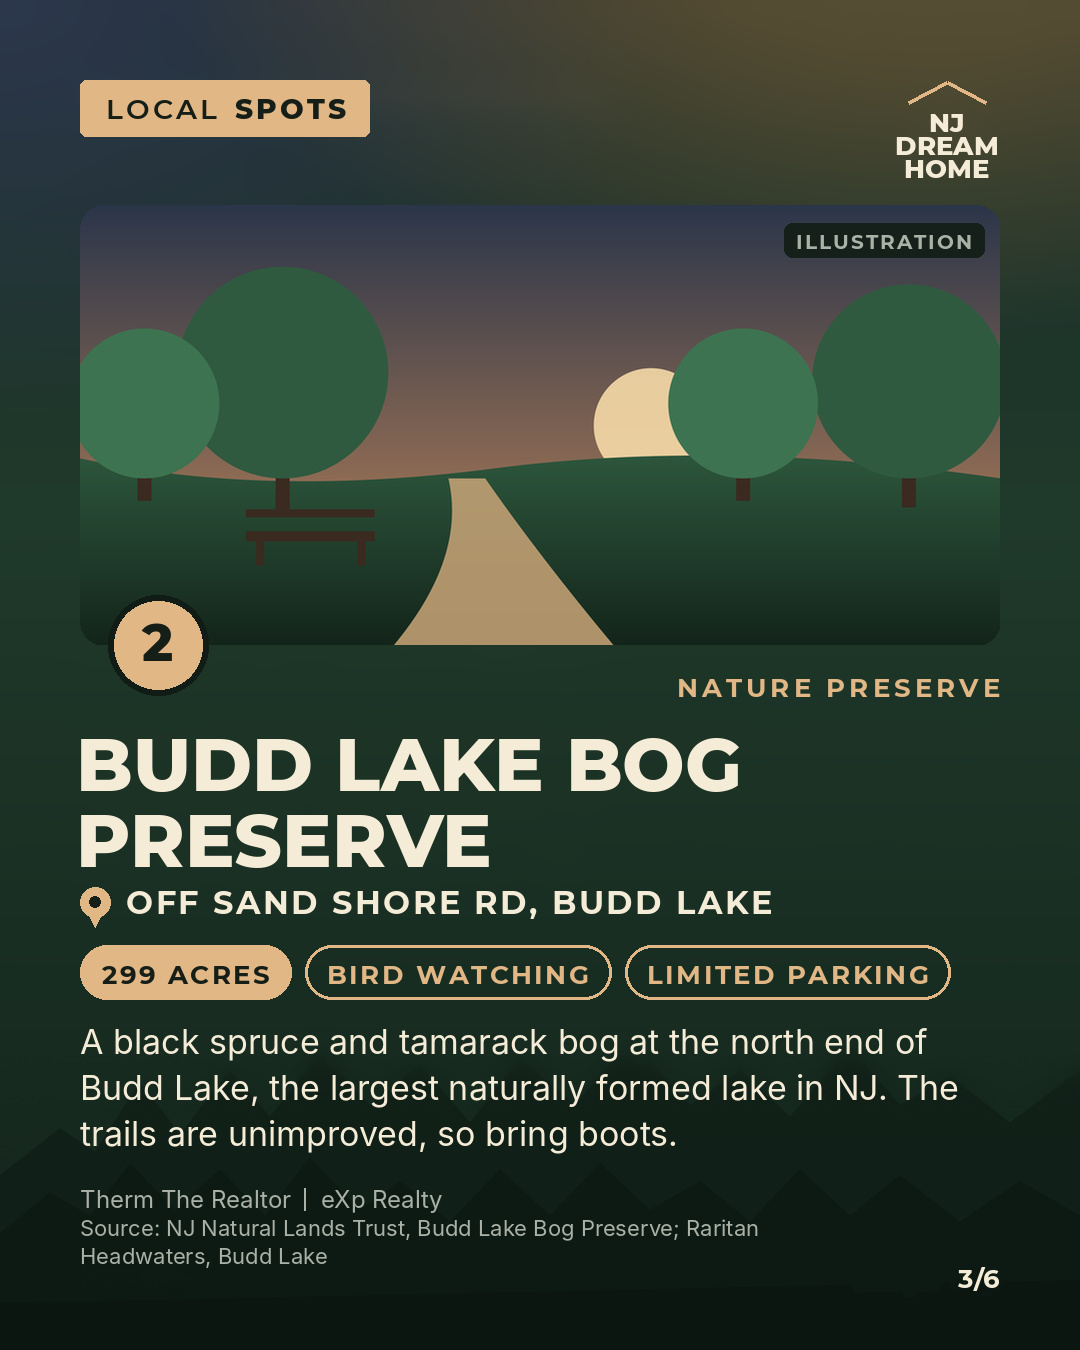 LOCAL SPOTS
NJ
DREAM
HOME
ILLUSTRATION
2
NATURE PRESERVE
BUDD LAKE BOG
PRESERVE
OFF SAND SHORE RD, BUDD LAKE
299 ACRES
BIRD WATCHING
LIMITED PARKING
A black spruce and tamarack bog at the north end of
Budd Lake, the largest naturally formed lake in NJ. The
trails are unimproved, so bring boots.
Therm The Realtor | eXp Realty
Source: NJ Natural Lands Trust, Budd Lake Bog Preserve; Raritan
Headwaters, Budd Lake
3/6